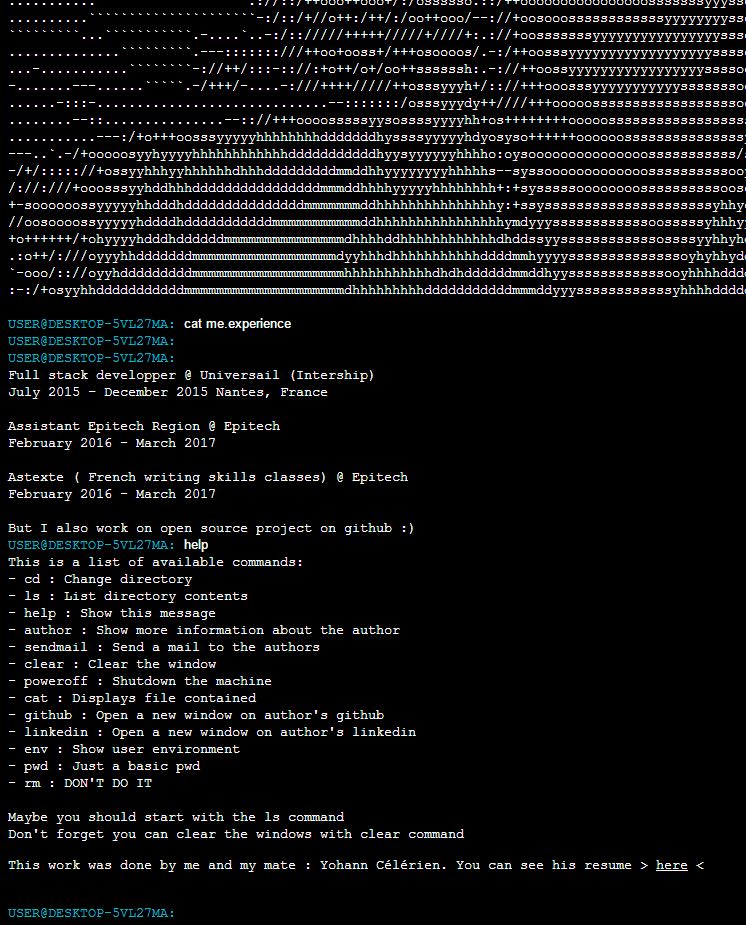 USER@DESKTOP-5VL27MA: cat me.experience
USER@DESKTOP-5VL27MA:
USER@DESKTOP-5VL27MA:
Full stack developper @ Universail (Intership)
July 2015 - December 2015 Nantes, France
Assistant Epitech Region @ Epitech
February 2016 - March 2017
Astexte ( French writing skills classes) @ Epitech
February 2016 - March 2017
But I also work on open source project on github :)
USER@DESKTOP-5VL27MA: help
This is a list of available commands:
- cd : Change directory
- ls : List directory contents
- help : Show this message
- author : Show more information about the author
- sendmail : Send a mail to the authors
- clear : Clear the window
- poweroff : Shutdown the machine
- cat : Displays file contained
- github : Open a new window on author's github
- linkedin : Open a new window on author's linkedin
- env : Show user environment
- pwd : Just a basic pwd
- rm : DON'T DO IT
Maybe you should start with the ls command
Don't forget you can clear the windows with clear command
This work was done by me and my mate : Yohann Célérien. You can see his resume > here <
USER@DESKTOP-5VL27MA: